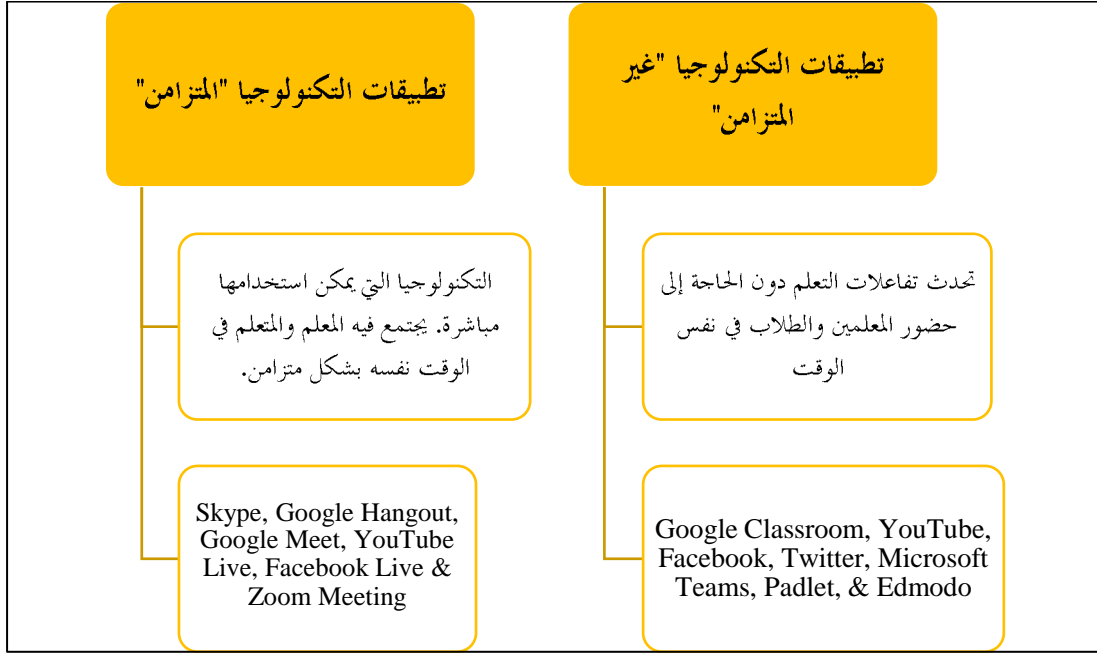 تطبيقات التكنولوجيا "غير
المتزامن"
تحدث تفاعلات التعلم دون الحاجة إلى
حضور المعلمين والطلاب في نفس
الوقت
Google Classroom, YouTube,
Facebook, Twitter, Microsoft
Teams, Padlet, & Edmodo
تطبيقات التكنولوجيا "المتزامن"
التكنولوجيا التي يمكن استخدامها
مباشرة. يجتمع فيه المعلم والمتعلم في
الوقت نفسه بشكل متزامن.
Skype, Google Hangout,
Google Meet, YouTube
Live, Facebook Live &
Zoom Meeting